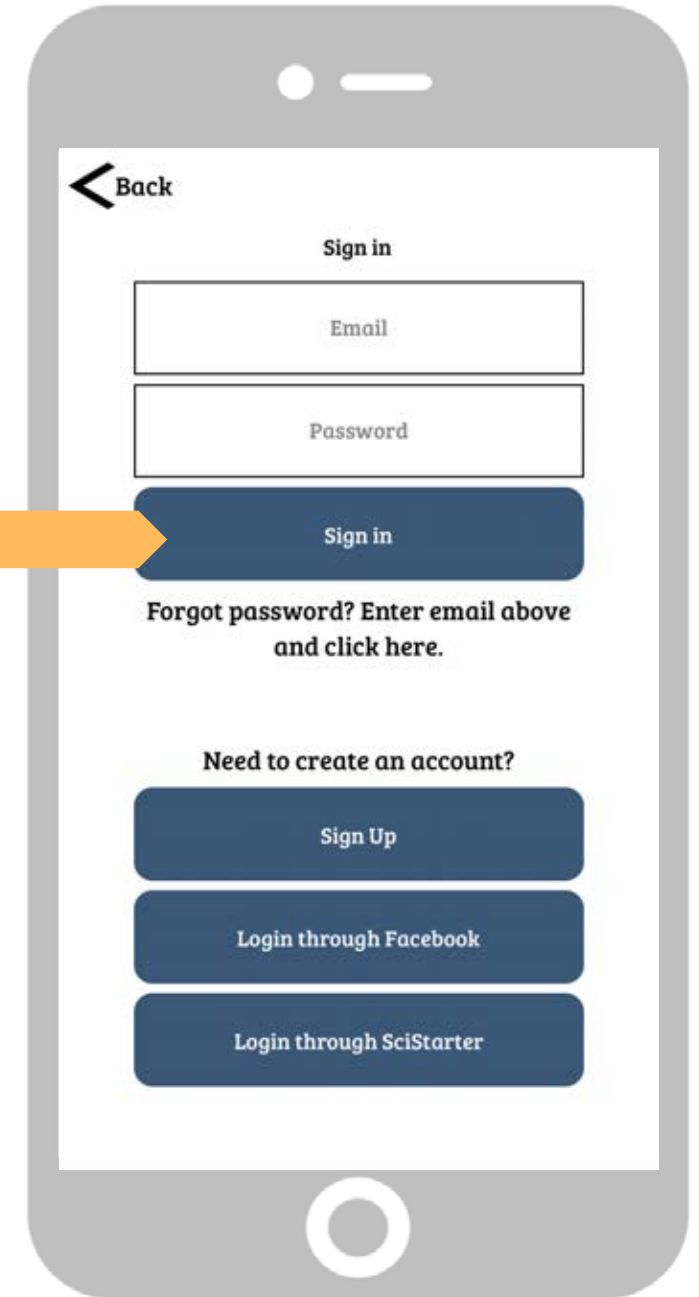 Back
Sign in
Email
Password
Sign in
Forgot password? Enter email above
and click here.
Need to create an account?
Sign Up
Login through Facebook
Login through SciStarter